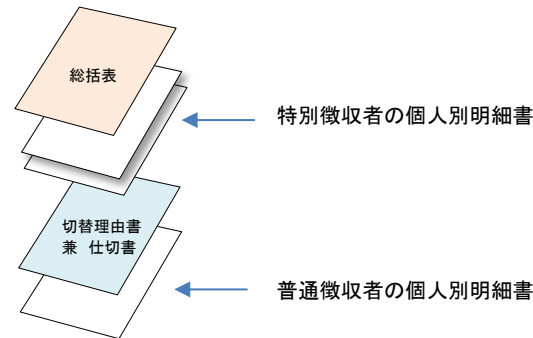 総括表
特別徴収者の個人別明細書
切替理由書
兼 仕切書
普通徴収者の個人別明細書